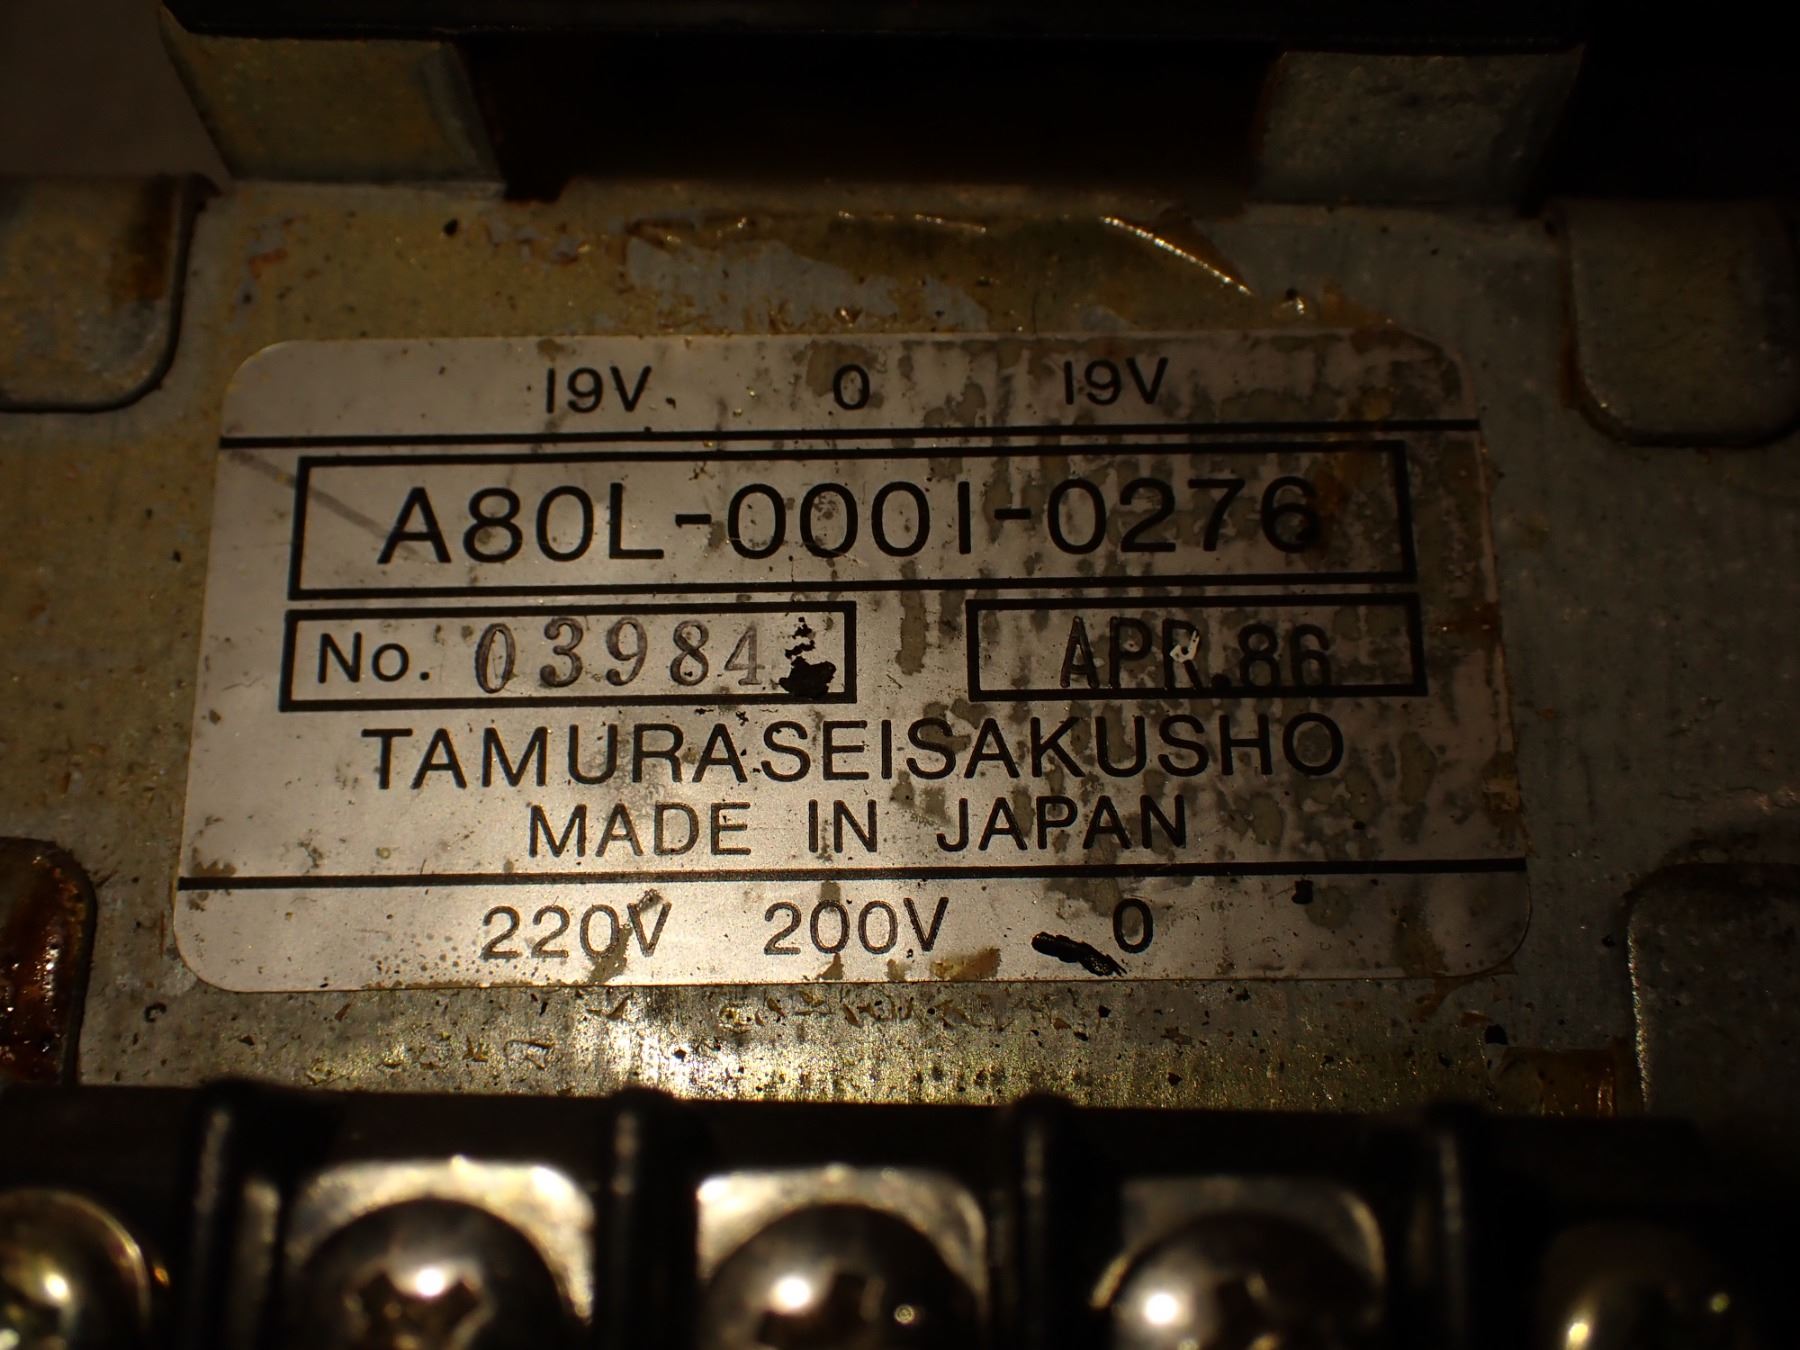 19V 0 19V
A80L-0001-0276
No. 03984
APR.86
TAMURASEISAKUSHO
MADE IN JAPAN
220V 200V 0